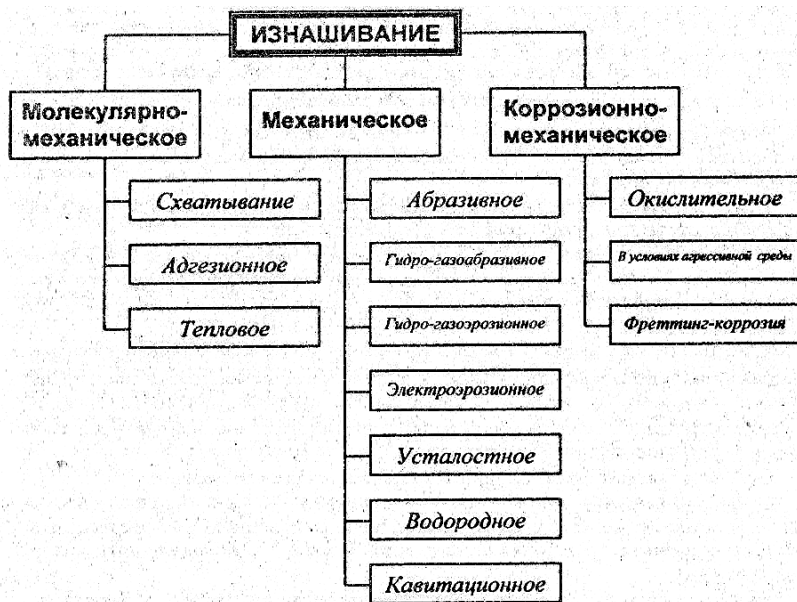 ИЗНАШИВАНИЕ
Молекулярно-
механическое
Механическое
Коррозионно-
механическое
Схватывание
Адгезионное
Тепловое
Абразивное
Гидро-газоабразивное
Гидро-газоэрозионное
Электроэрозионное
Усталостное
Водородное
Кавитационное
Окислительное
В условиях агрессивной среды
Фреттинг-коррозия